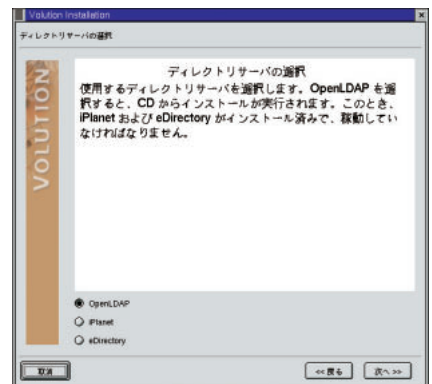 Volution Installation
ディレクトリサーバの選択
VOLUTION
ディレクトリサーバの選択
使用するディレクトリサーバを選択します。OpenLDAP を選
択すると、CD からインストールが実行されます。このとき、
iPlanet および eDirectory がインストール済みで、稼動してい
なければなりません。
OpenLDAP
iPlanet
eDirectory
取消
<< 戻る
次へ >>